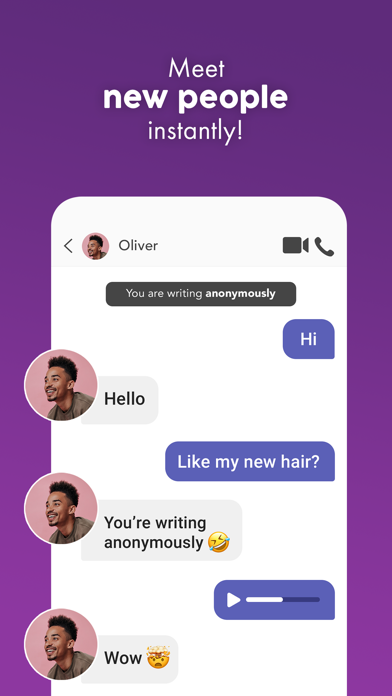 Meet
new people
instantly!
Oliver
You are writing anonymously
Hi
Hello
Like my new hair?
You’re writing
anonymously 🤣
Wow 🤯